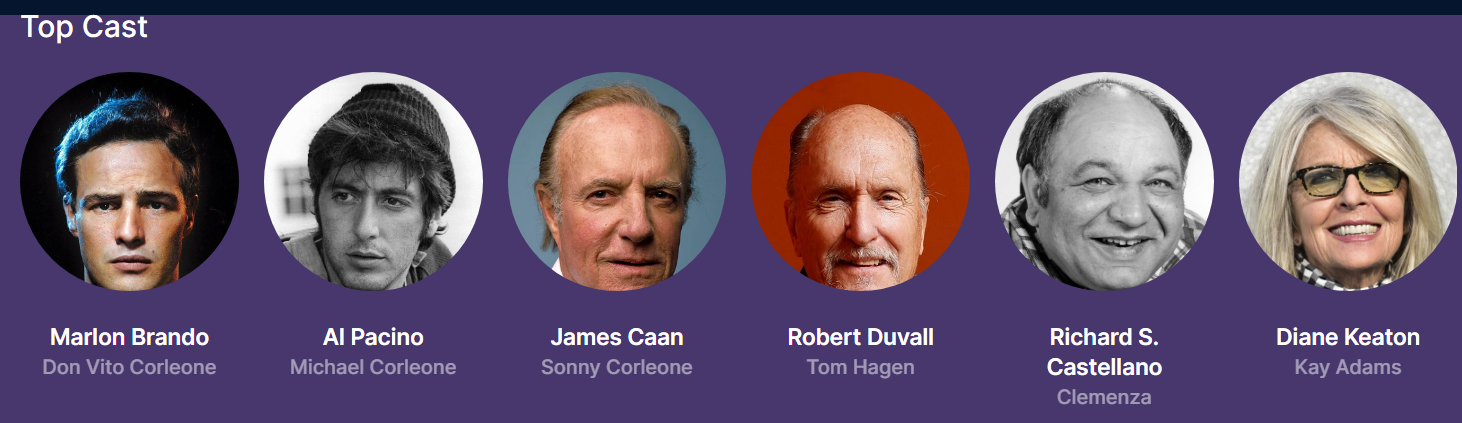 Top Cast
Marlon Brando
Don Vito Corleone
Al Pacino
Michael Corleone
James Caan
Sonny Corleone
Robert Duvall
Tom Hagen
Richard S.
Castellano
Clemenza
Diane Keaton
Kay Adams